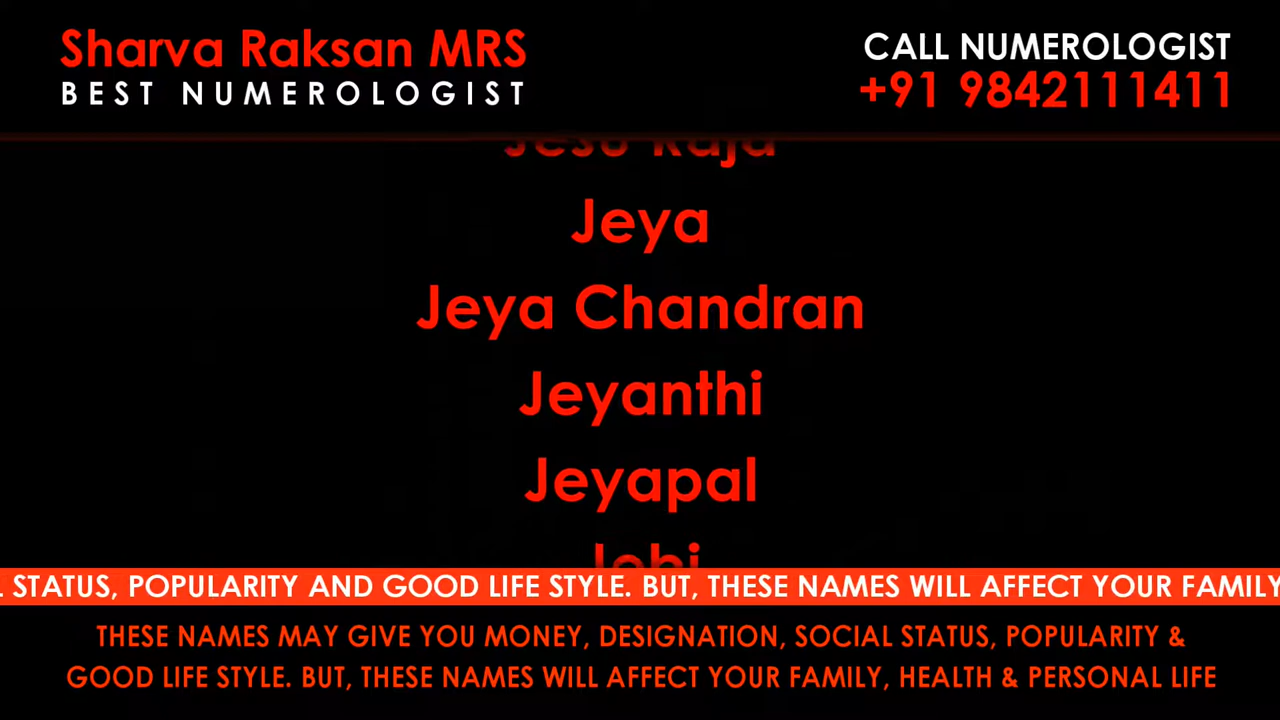 Sharva Raksan MRS
BEST NUMEROLOGIST
CALL NUMEROLOGIST
+91 9842111411
Jesu Raja
Jeya
Jeya Chandran
Jeyanthi
Jeyapal
STATUS, POPULARITY AND GOOD LIFE STYLE. BUT, THESE NAMES WILL AFFECT YOUR FAMILY
THESE NAMES MAY GIVE YOU MONEY, DESIGNATION, SOCIAL STATUS, POPULARITY &
GOOD LIFE STYLE. BUT, THESE NAMES WILL AFFECT YOUR FAMILY, HEALTH & PERSONAL LIFE